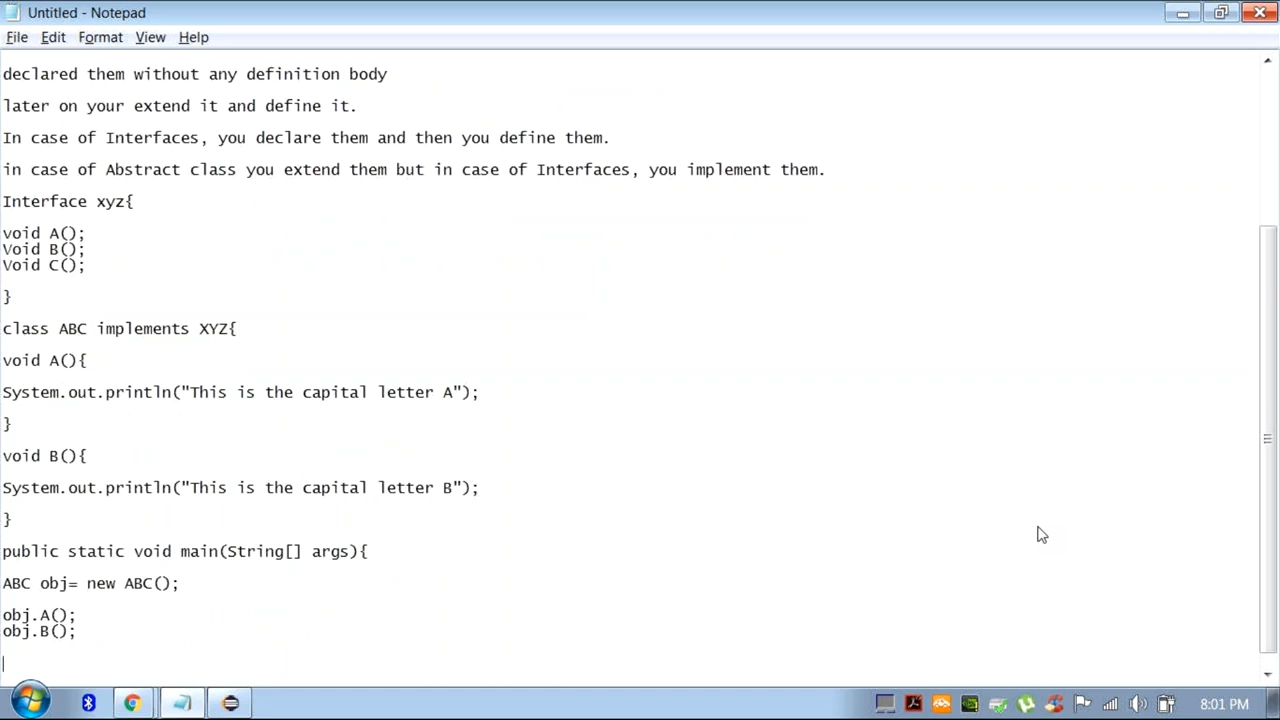 Untitled - Notepad
File Edit Format View Help
declared them without any definition body
later on your extend it and define it.
In case of Interfaces, you declare them and then you define them.
in case of Abstract class you extend them but in case of Interfaces, you implement them.
Interface xyz{
void A();
Void B();
Void C();
}
class ABC implements XYZ{
void A(){
System.out.println("This is the capital letter A");
}
void B(){
System.out.println("This is the capital letter B");
}
public static void main(String[] args){
ABC obj= new ABC();
obj.A();
obj.B();
8:01 PM